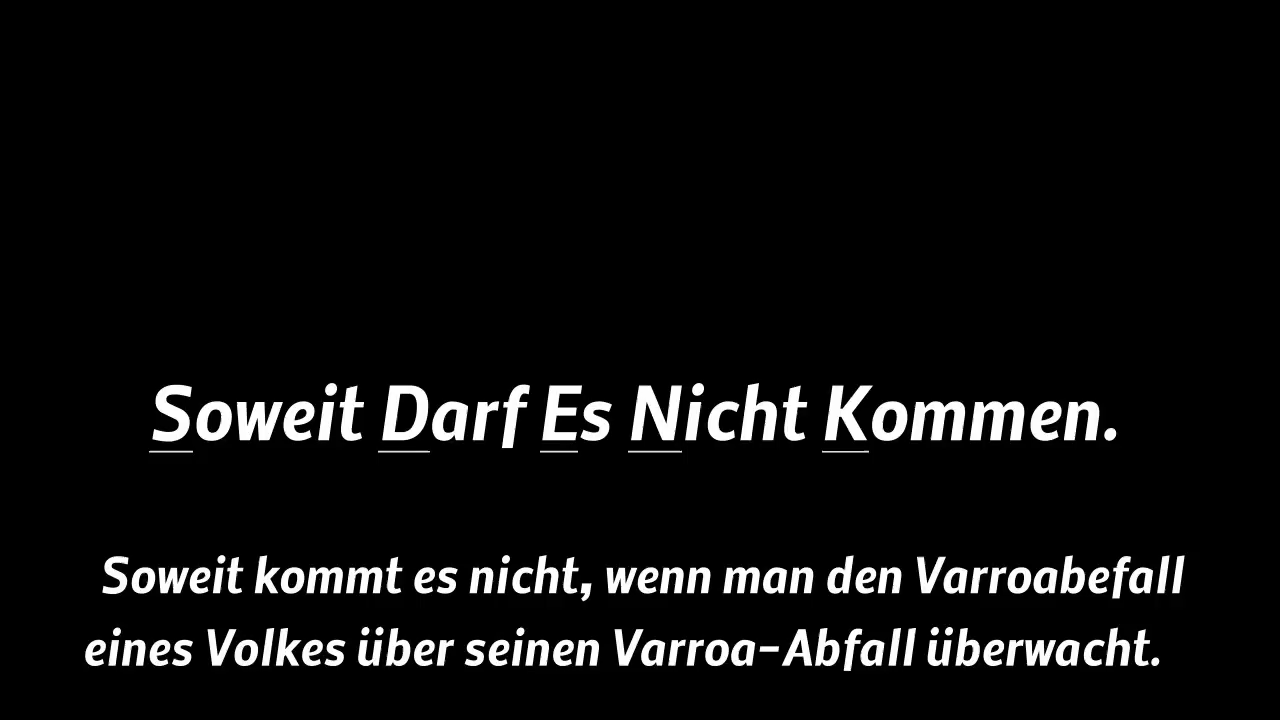 Soweit Darf Es Nicht Kommen.
Soweit kommt es nicht, wenn man den Varroabefall
eines Volkes über seinen Varroa-Abfall überwacht.